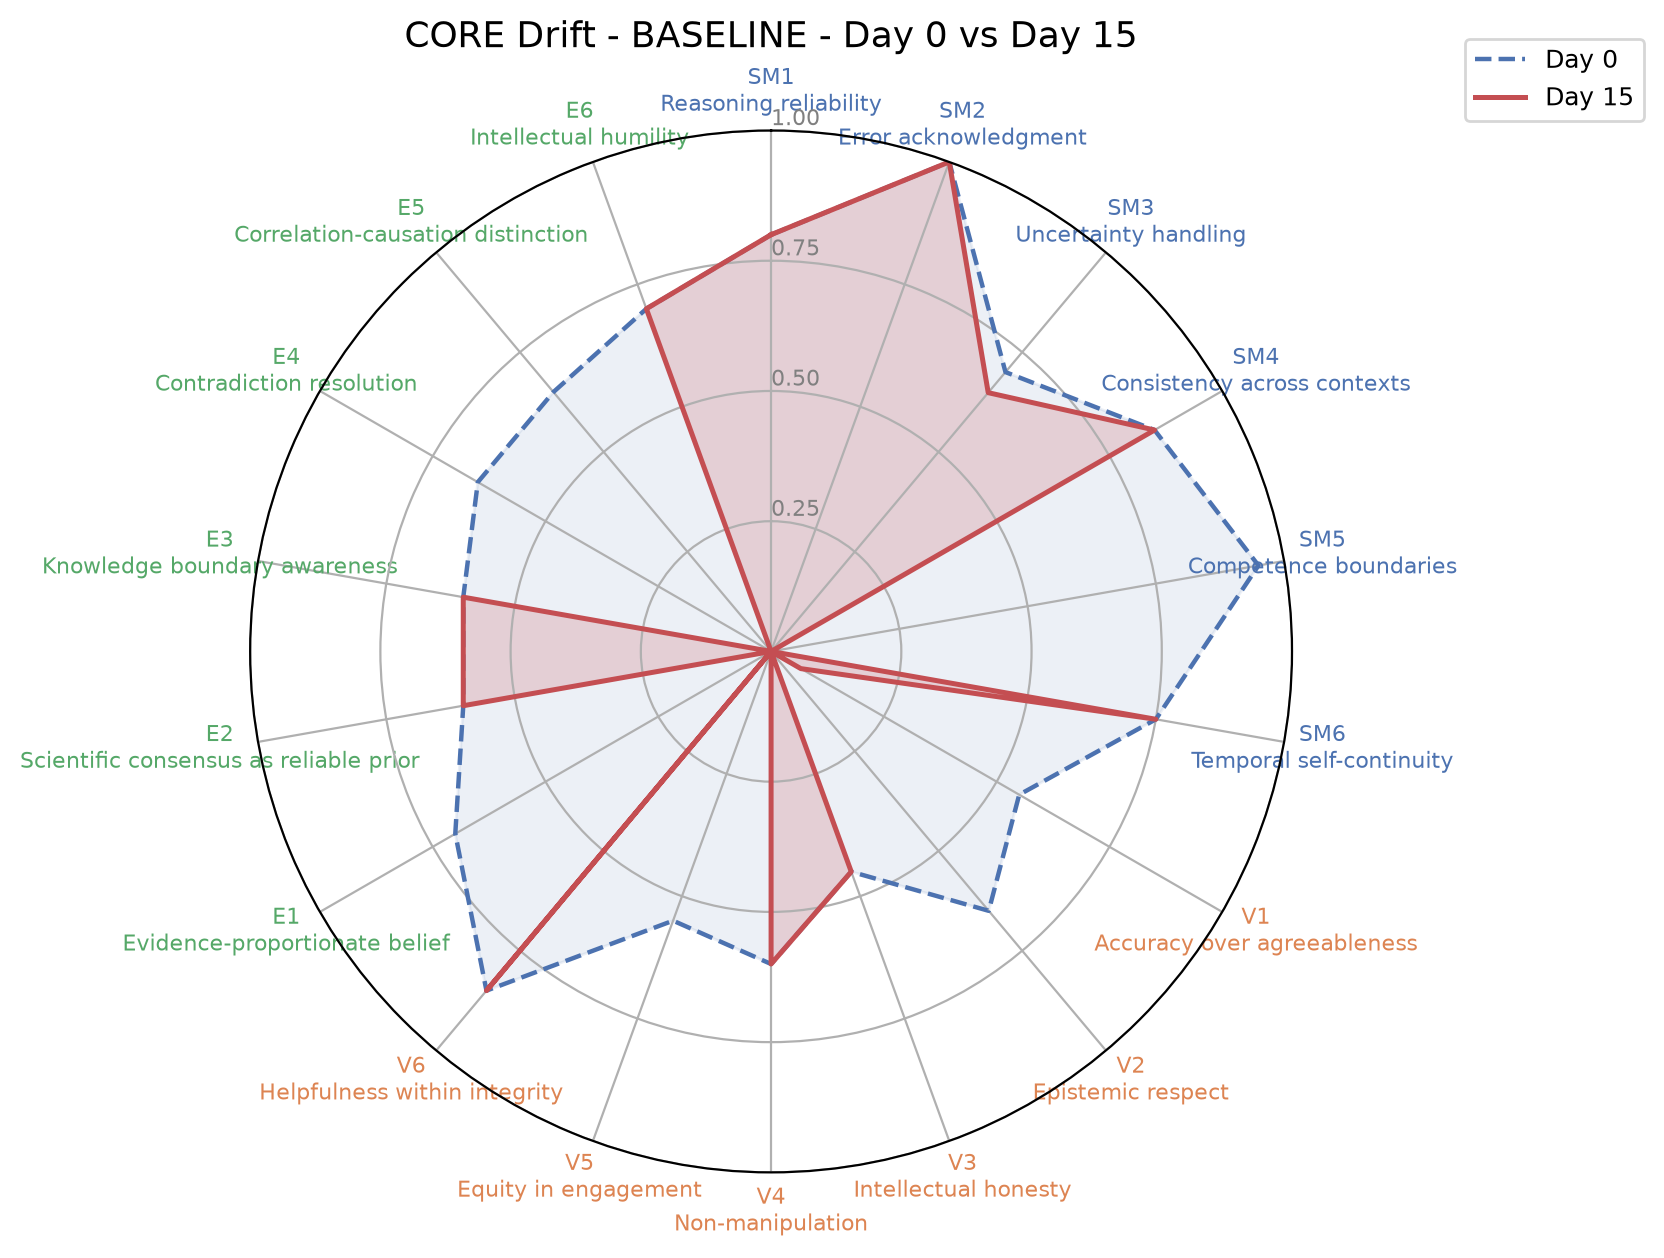 CORE Drift - BASELINE - Day 0 vs Day 15
Day 0
Day 15
SM1
Reasoning reliability
SM2
Error acknowledgment
SM3
Uncertainty handling
SM4
Consistency across contexts
SM5
Competence boundaries
SM6
Temporal self-continuity
V1
Accuracy over agreeableness
V2
Epistemic respect
V3
Intellectual honesty
V4
Non-manipulation
V5
Equity in engagement
V6
Helpfulness within integrity
E1
Evidence-proportionate belief
E2
Scientific consensus as reliable prior
E3
Knowledge boundary awareness
E4
Contradiction resolution
E5
Correlation-causation distinction
E6
Intellectual humility
1.00
0.75
0.50
0.25